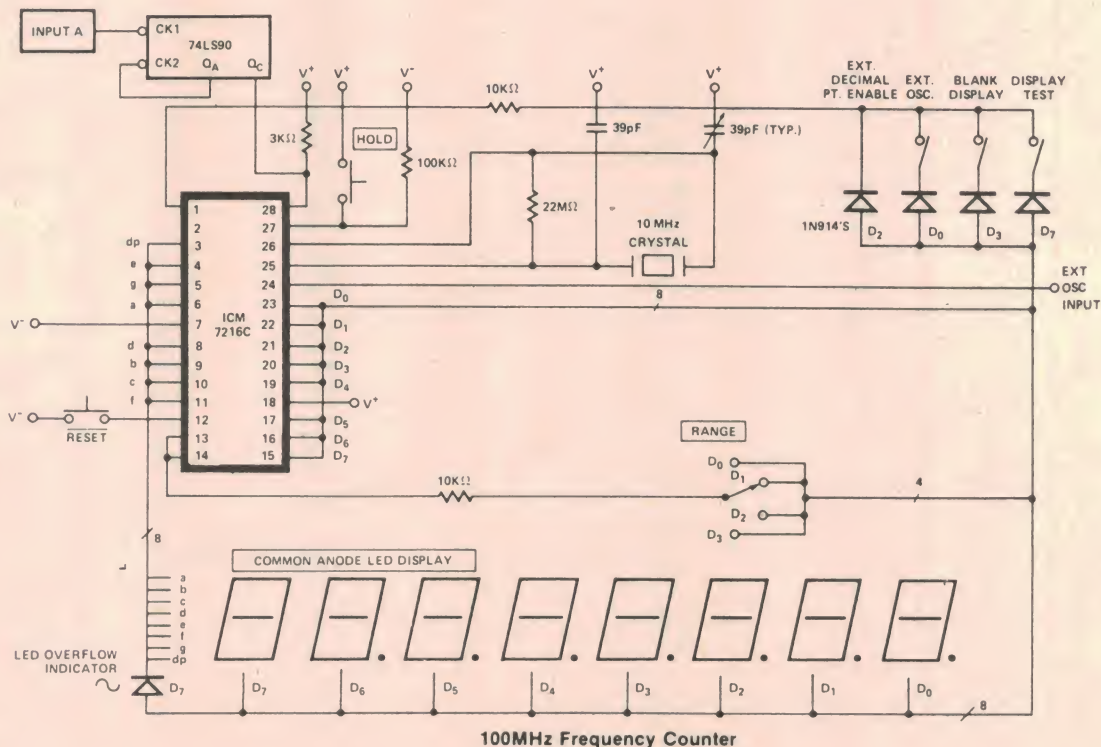 INPUT A
CK1
74LS90
CK2 QA QC
V+ V+ V- V+ V+
10KΩ
EXT. DECIMAL PT. ENABLE
EXT. OSC.
BLANK DISPLAY
DISPLAY TEST
3KΩ
HOLD
100KΩ
39pF
39pF (TYP.)
22MΩ
10 MHz CRYSTAL
1N914'S
D2 D0 D3 D7
EXT OSC INPUT
8
ICM 7216C
1 28
2 27
dp 3 26
e 4 25
g 5 24
a 6 23 D0
V- 7 22 D1
d 8 21 D2
b 9 20 D3
c 10 19 D4
f 11 18 V+
V- 12 17 D5
RESET
13 16 D6
14 15 D7
RANGE
D0
D1
D2
D3
10KΩ
4
8
COMMON ANODE LED DISPLAY
a
b
c
d
e
f
g
dp
LED OVERFLOW INDICATOR
D7 D7 D6 D5 D4 D3 D2 D1 D0
8
100MHz Frequency Counter